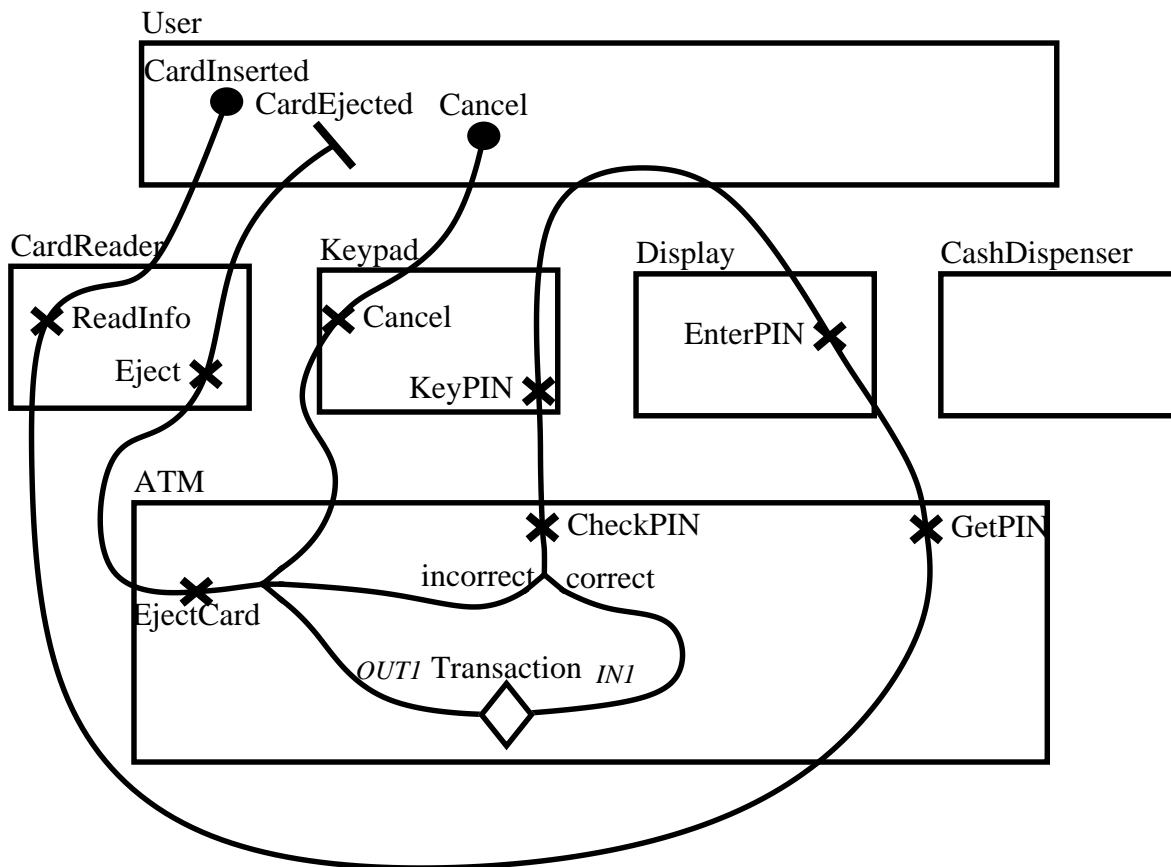 User
CardInserted
CardEjected
Cancel
CardReader
Keypad
Display
CashDispenser
ReadInfo
Cancel
EnterPIN
Eject
KeyPIN
ATM
CheckPIN
GetPIN
incorrect
correct
EjectCard
OUT1 Transaction IN1